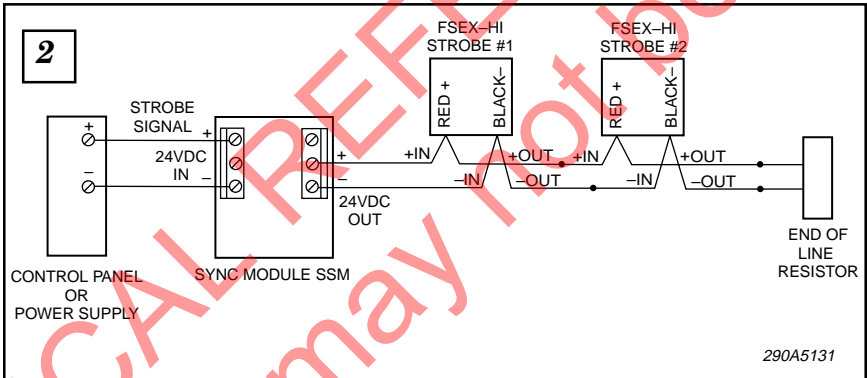 2
FSEX–HI
STROBE #1
FSEX–HI
STROBE #2
RED +
BLACK–
RED +
BLACK–
STROBE
SIGNAL
+
+
24VDC
IN
–
–
+
–
24VDC
OUT
+IN
+OUT
+IN
+OUT
–IN
–OUT
–IN
–OUT
CONTROL PANEL
OR
POWER SUPPLY
SYNC MODULE SSM
END OF
LINE
RESISTOR
290A5131
CAL REFE
may not b